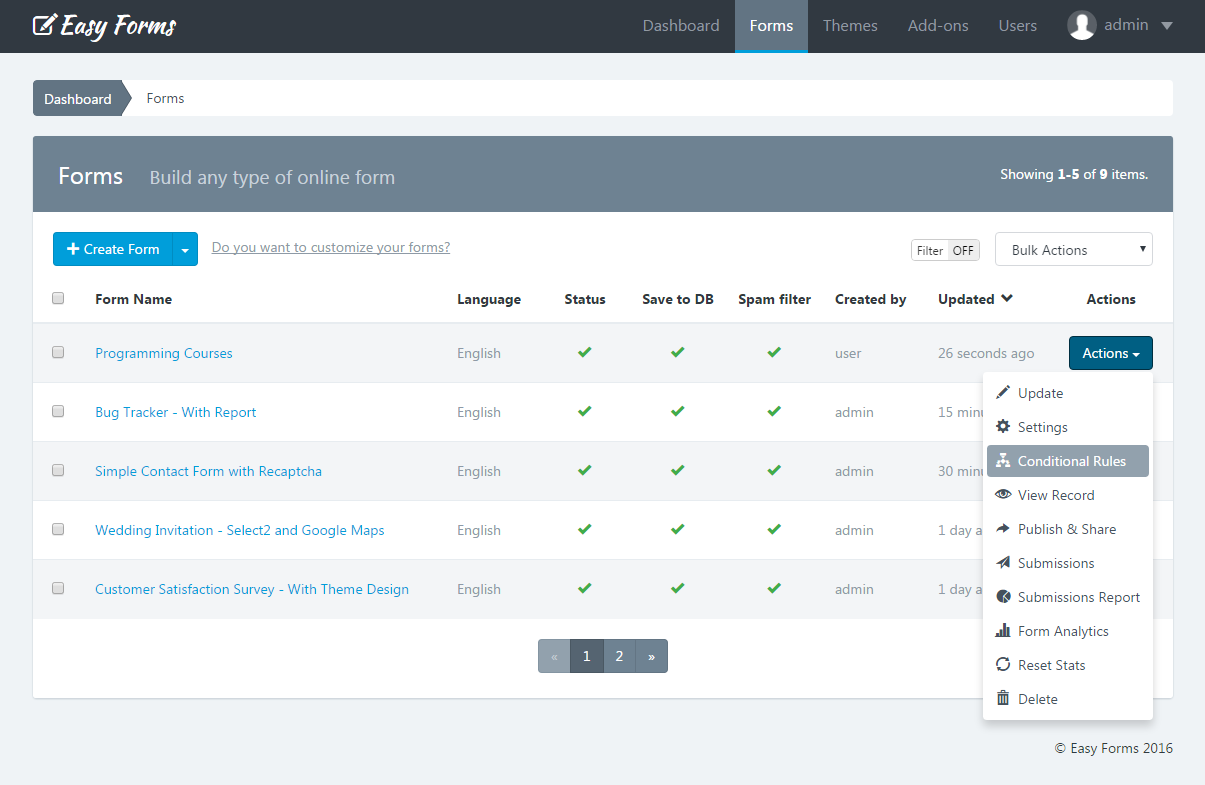 Easy Forms
Dashboard Forms Themes Add-ons Users admin
Dashboard Forms
Forms Build any type of online form Showing 1-5 of 9 items.
+ Create Form Do you want to customize your forms? Filter OFF Bulk Actions
Form Name Language Status Save to DB Spam filter Created by Updated Actions
Programming Courses English user 26 seconds ago Actions
Update
Bug Tracker - With Report English admin 15 minu
Settings
Simple Contact Form with Recaptcha English admin 30 minu
Conditional Rules
View Record
Wedding Invitation - Select2 and Google Maps English admin 1 day a
Publish & Share
Submissions
Customer Satisfaction Survey - With Theme Design English admin 1 day a
Submissions Report
Form Analytics
« 1 2 »
Reset Stats
Delete
© Easy Forms 2016